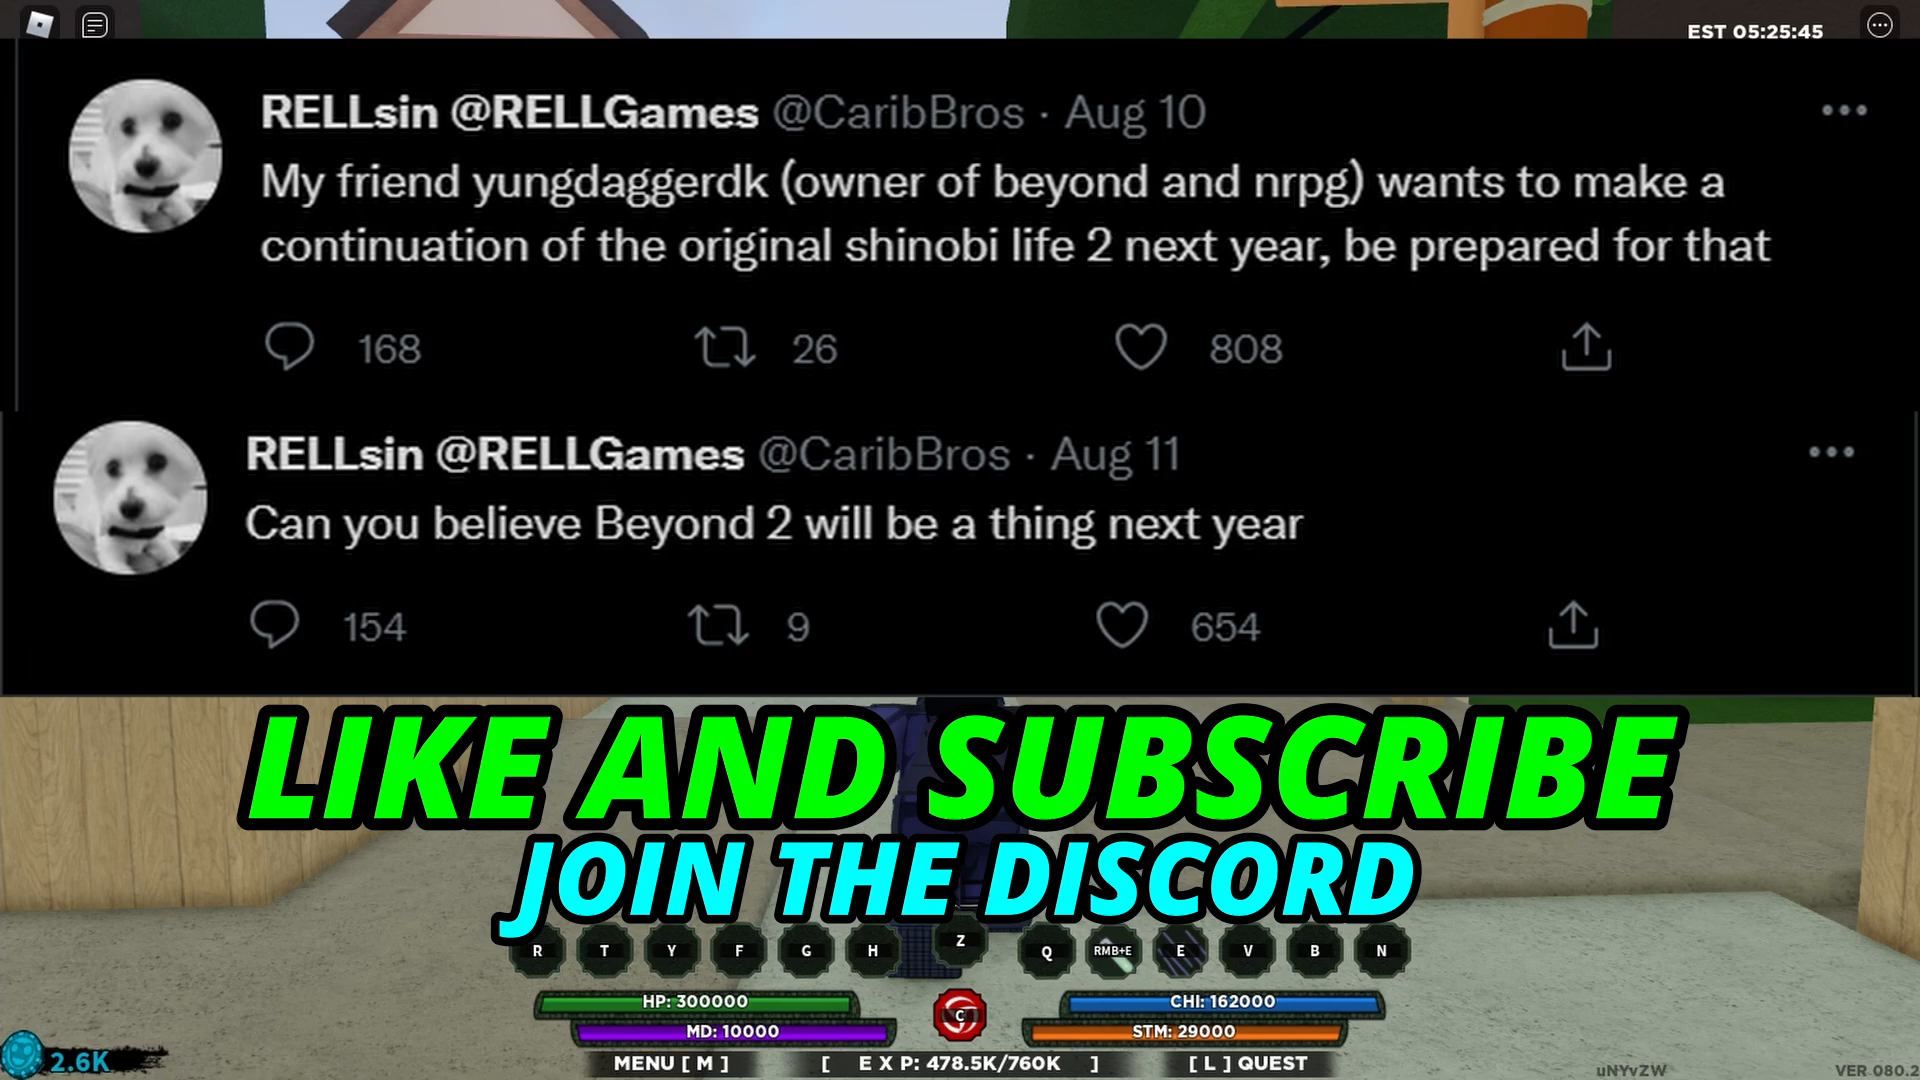 EST 05:25:45
RELLsin @RELLGames @CaribBros · Aug 10
My friend yungdaggerdk (owner of beyond and nrpg) wants to make a
continuation of the original shinobi life 2 next year, be prepared for that
168 26 808
RELLsin @RELLGames @CaribBros · Aug 11
Can you believe Beyond 2 will be a thing next year
154 9 654
LIKE AND SUBSCRIBE
JOIN THE DISCORD
R T Y F G H Z Q RMB+E E V B N
HP: 300000 C CHI: 162000
MD: 10000 STM: 29000
2.6K MENU [ M ] [ E X P: 478.5K/760K ] [ L ] QUEST
uNYvZW VER 080.2